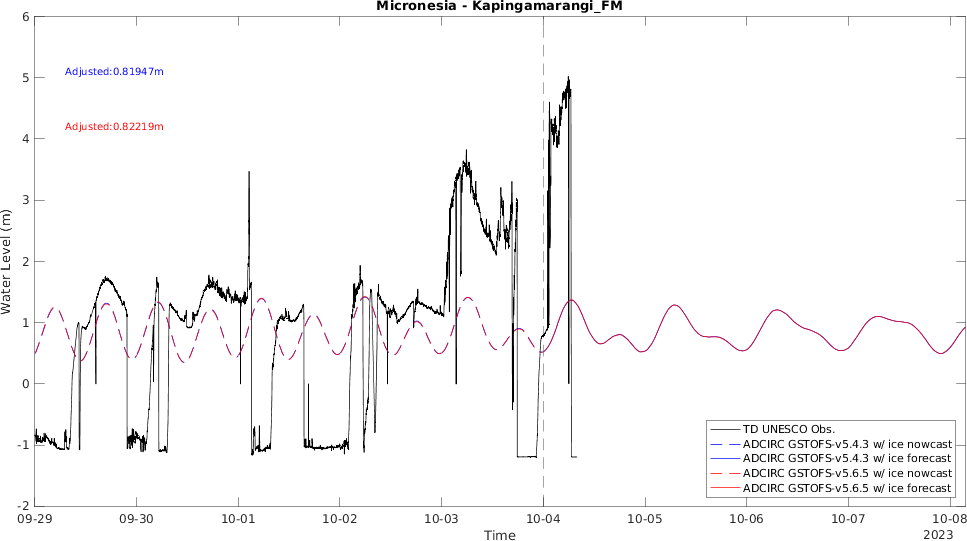 Micronesia - Kapingamarangi_FM
6
5
4
3
2
1
0
-1
-2
Water Level (m)
Adjusted:0.81947m
Adjusted:0.82219m
TD UNESCO Obs.
ADCIRC GSTOFS-v5.4.3 w/ ice nowcast
ADCIRC GSTOFS-v5.4.3 w/ ice forecast
ADCIRC GSTOFS-v5.6.5 w/ ice nowcast
ADCIRC GSTOFS-v5.6.5 w/ ice forecast
09-29 09-30 10-01 10-02 10-03 10-04 10-05 10-06 10-07 10-08
Time
2023